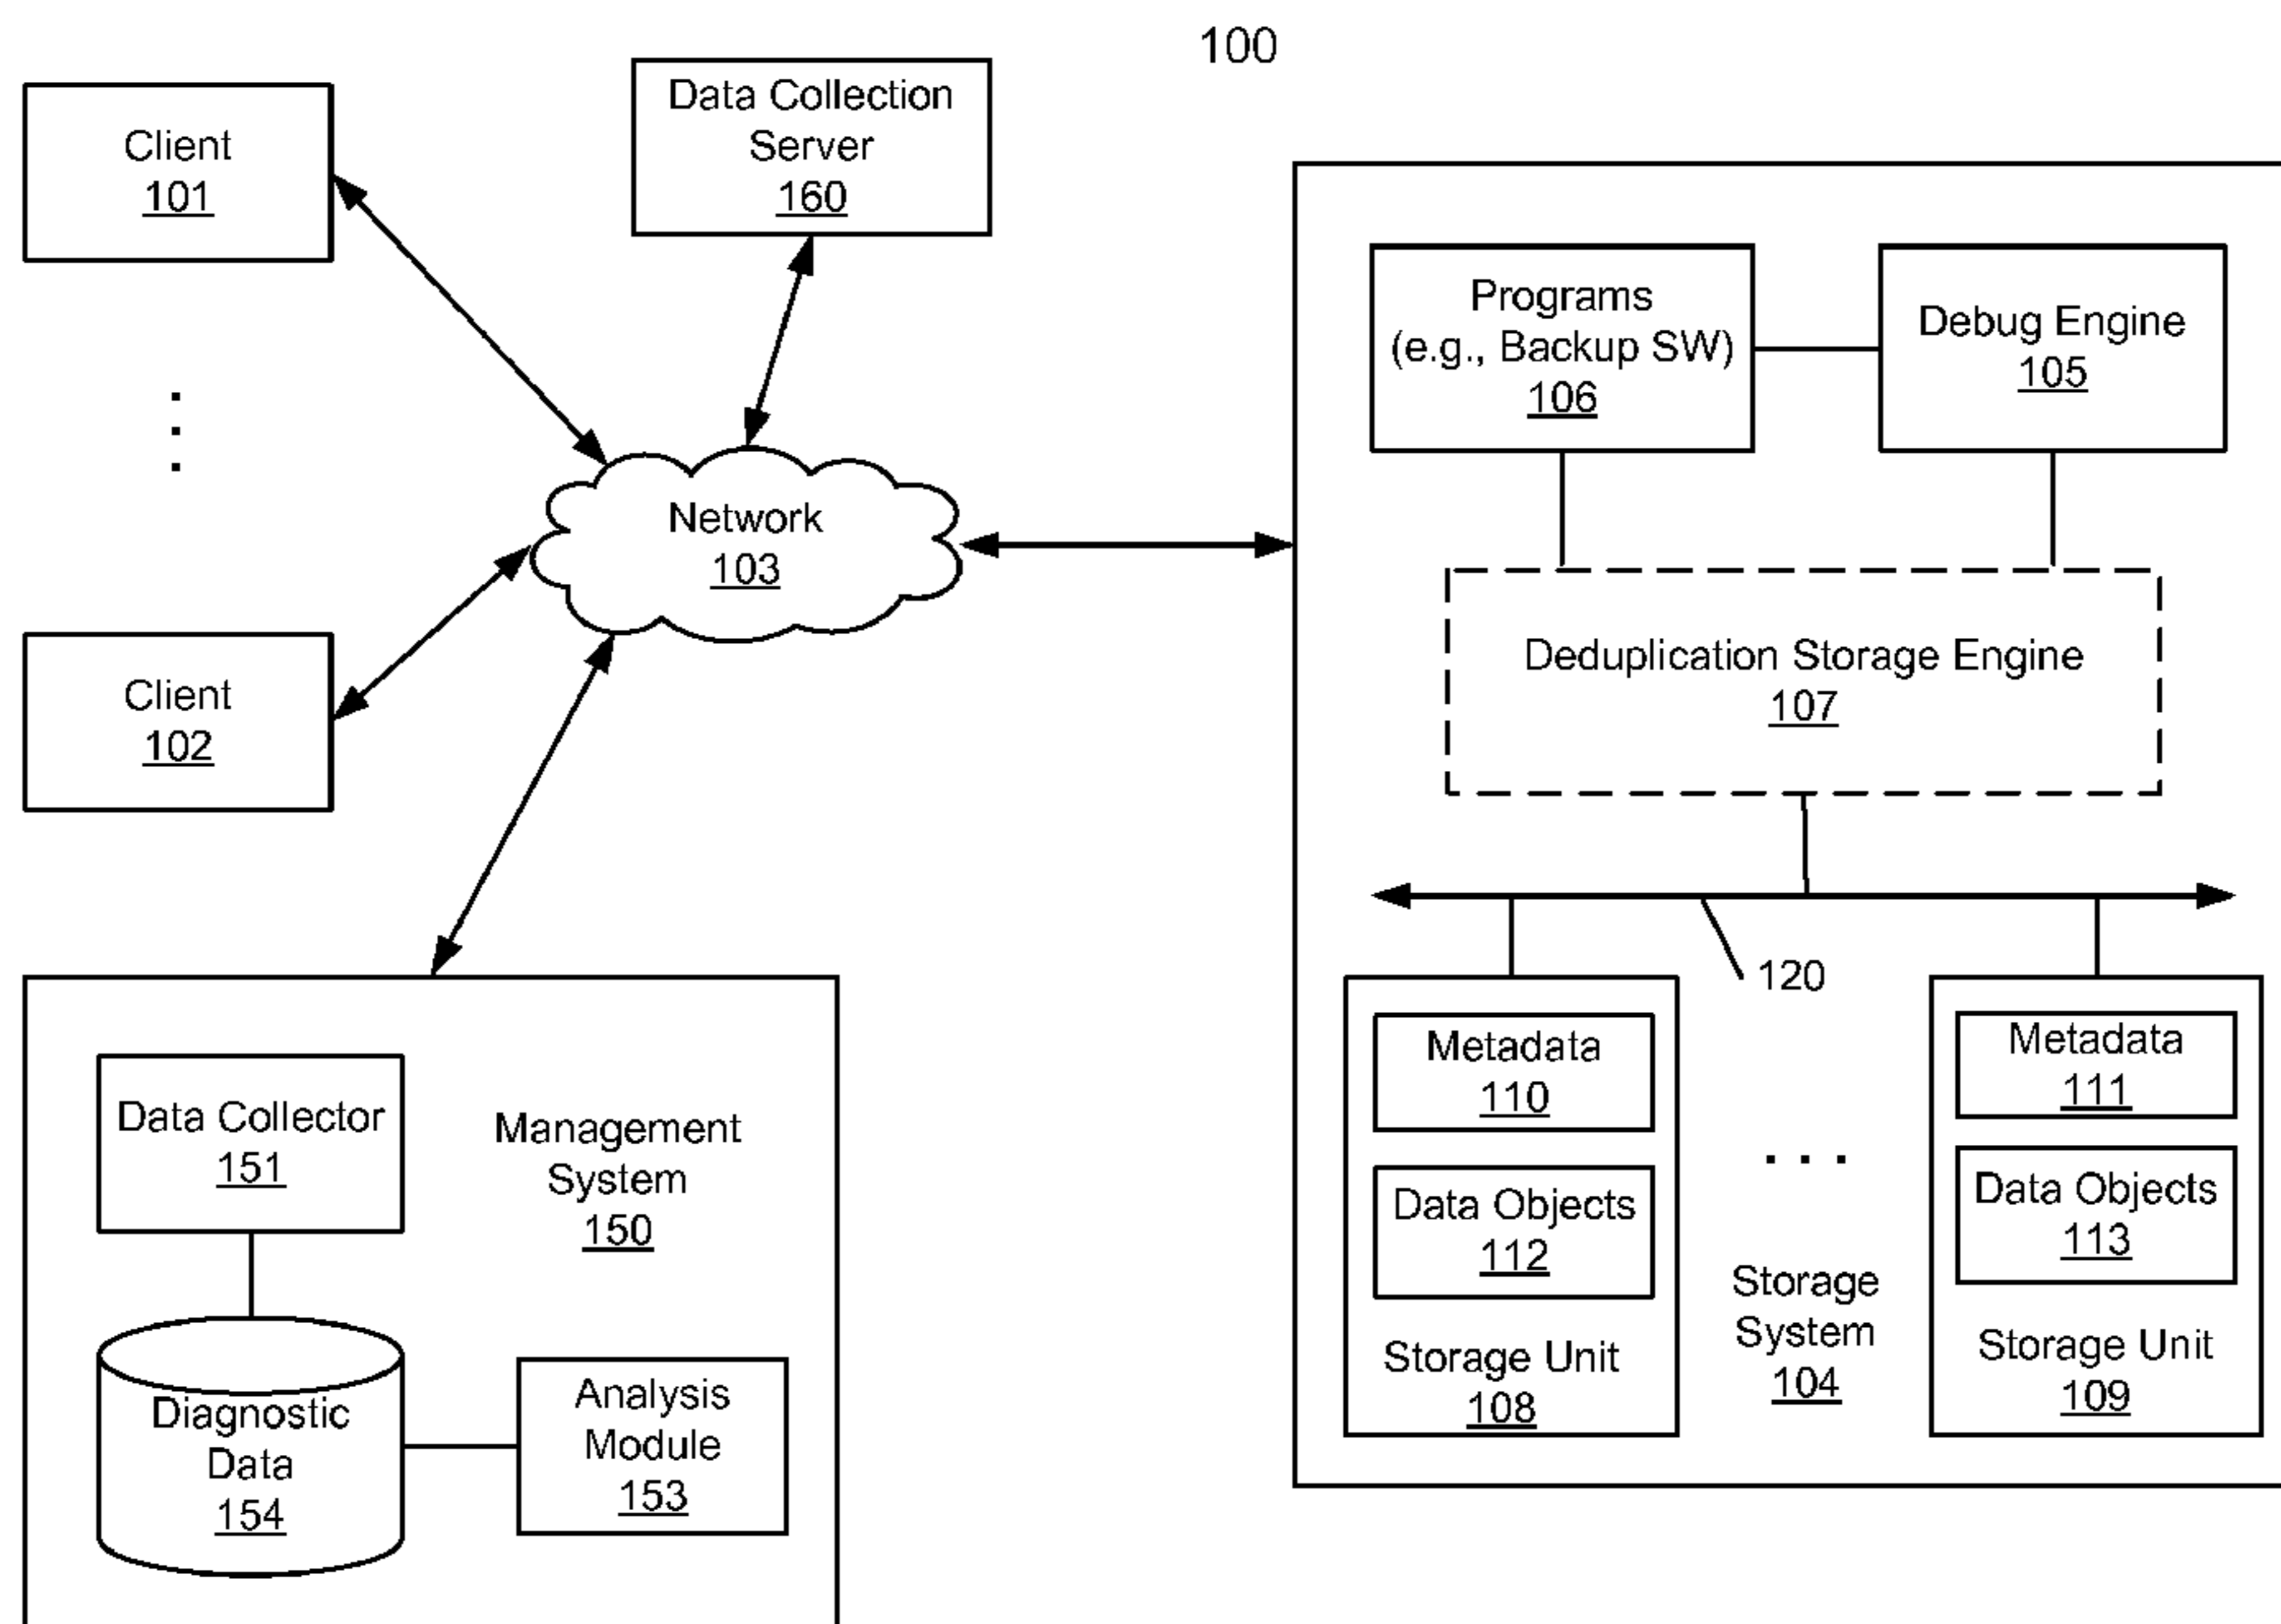 100
Client
101
Data Collection
Server
160
Programs
(e.g., Backup SW)
106
Debug Engine
105
Network
103
Client
102
Deduplication Storage Engine
107
120
Data Collector
151
Management
System
150
Diagnostic
Data
154
Analysis
Module
153
Metadata
110
Data Objects
112
Storage Unit
108
Storage
System
104
Metadata
111
Data Objects
113
Storage Unit
109